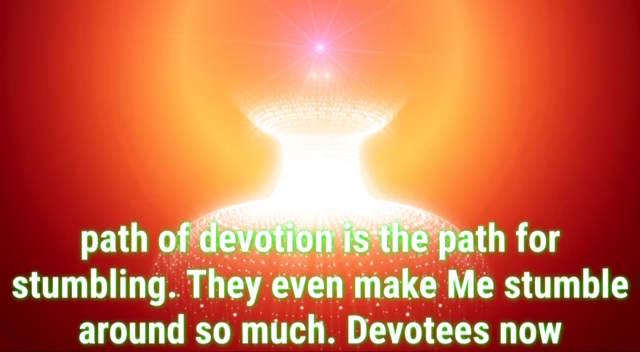 path of devotion is the path for
stumbling. They even make Me stumble
around so much. Devotees now